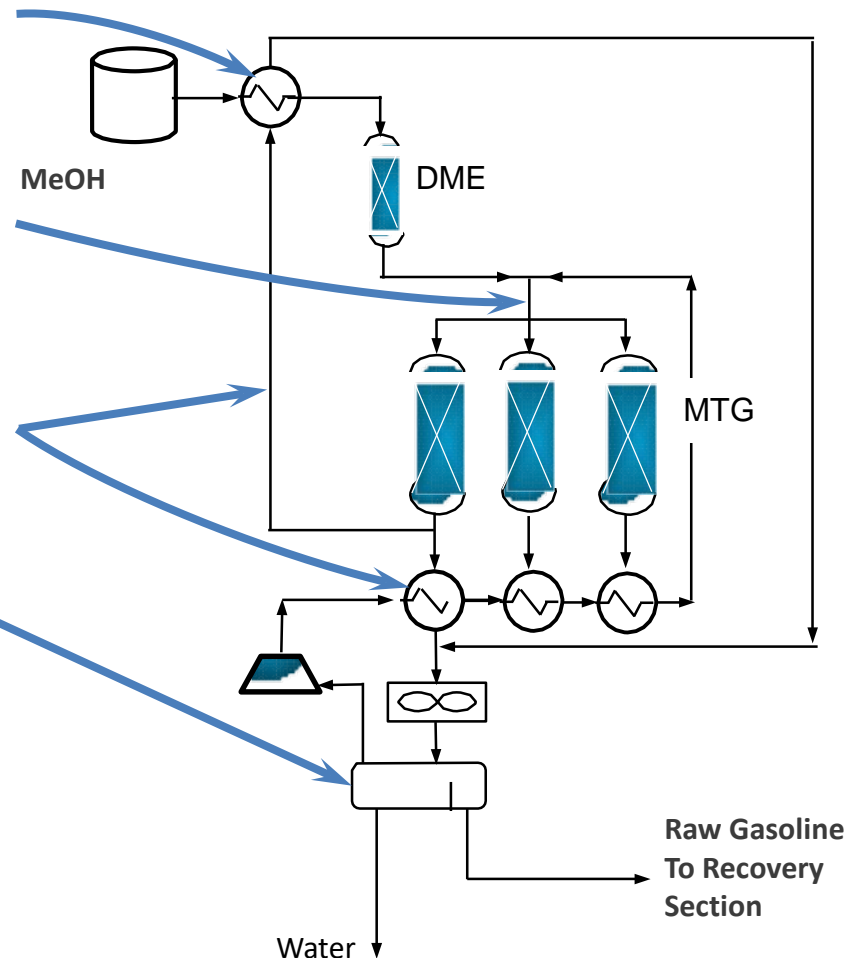 MeOH
DME
MTG
Raw Gasoline
To Recovery
Section
Water